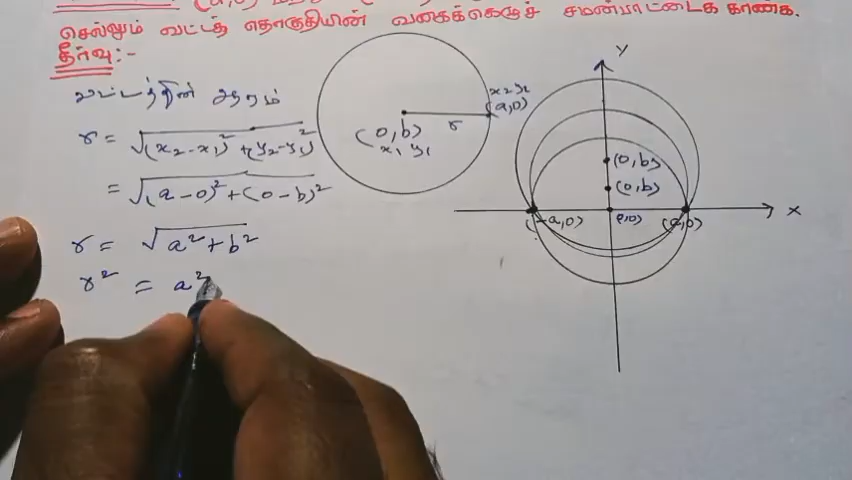 (a,0)
செல்லும் வட்டத் தொகுதியின் வகைக்கெழுச் சமன்பாட்டைக் காண்க.
தீர்வு:-
வட்டத்தின் ஆரம்
r = √(x₂-x₁)² + (y₂-y₁)²
= √(a-0)² + (0-b)²
r = √a²+b²
r² = a²
(0,b)
x₁ y₁
r
x₂ y₂
(a,0)
Y
(0,b)
(0,b)
(-a,0)
(a,0)
X